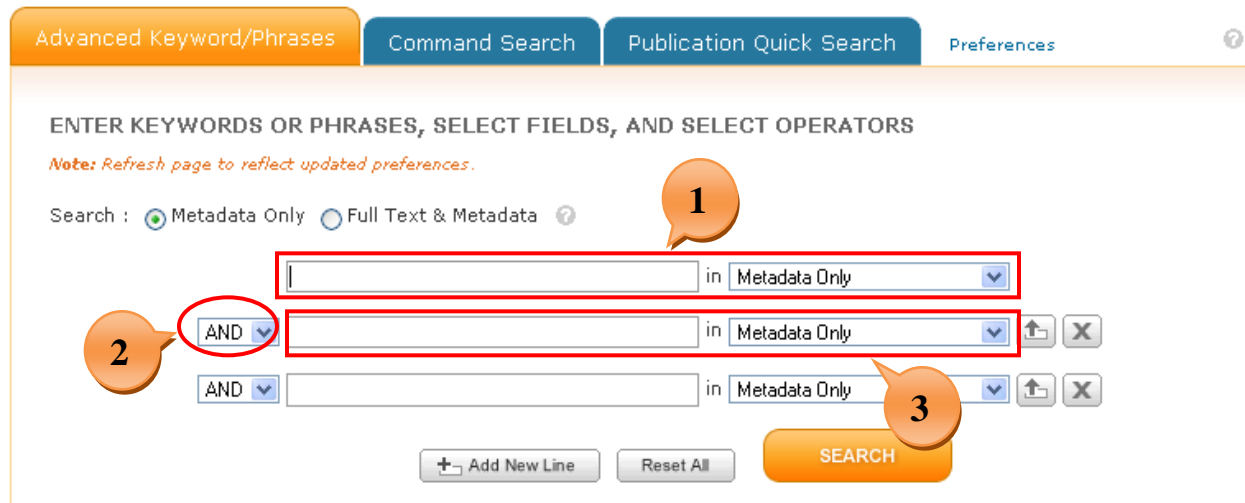 Advanced Keyword/Phrases Command Search Publication Quick Search Preferences ?
ENTER KEYWORDS OR PHRASES, SELECT FIELDS, AND SELECT OPERATORS
Note: Refresh page to reflect updated preferences.
Search : Metadata Only Full Text & Metadata ?
1
in Metadata Only
2
AND in Metadata Only X
AND in Metadata Only X
3
Add New Line Reset All SEARCH